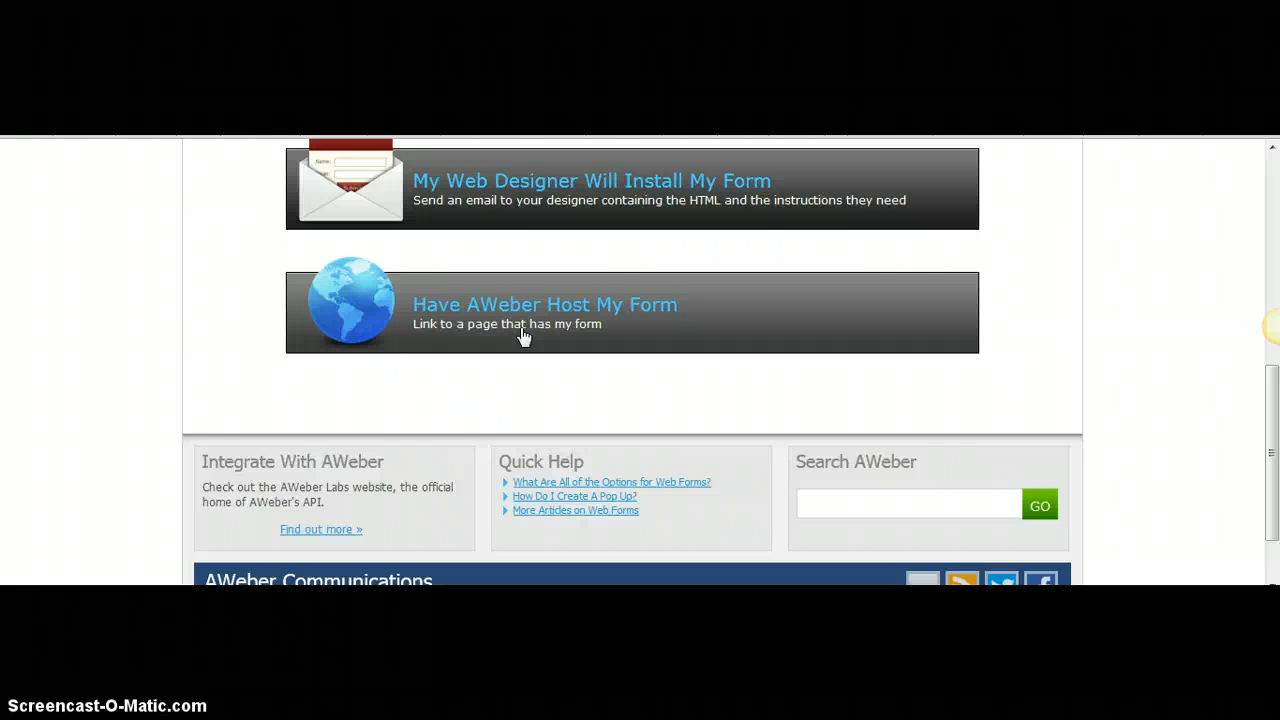 Name:
My Web Designer Will Install My Form
Send an email to your designer containing the HTML and the instructions they need
Have AWeber Host My Form
Link to a page that has my form
Integrate With AWeber
Check out the AWeber Labs website, the official
home of AWeber's API.
Find out more »
Quick Help
What Are All of the Options for Web Forms?
How Do I Create A Pop Up?
More Articles on Web Forms
Search AWeber
GO
AWeber Communications
Screencast-O-Matic.com